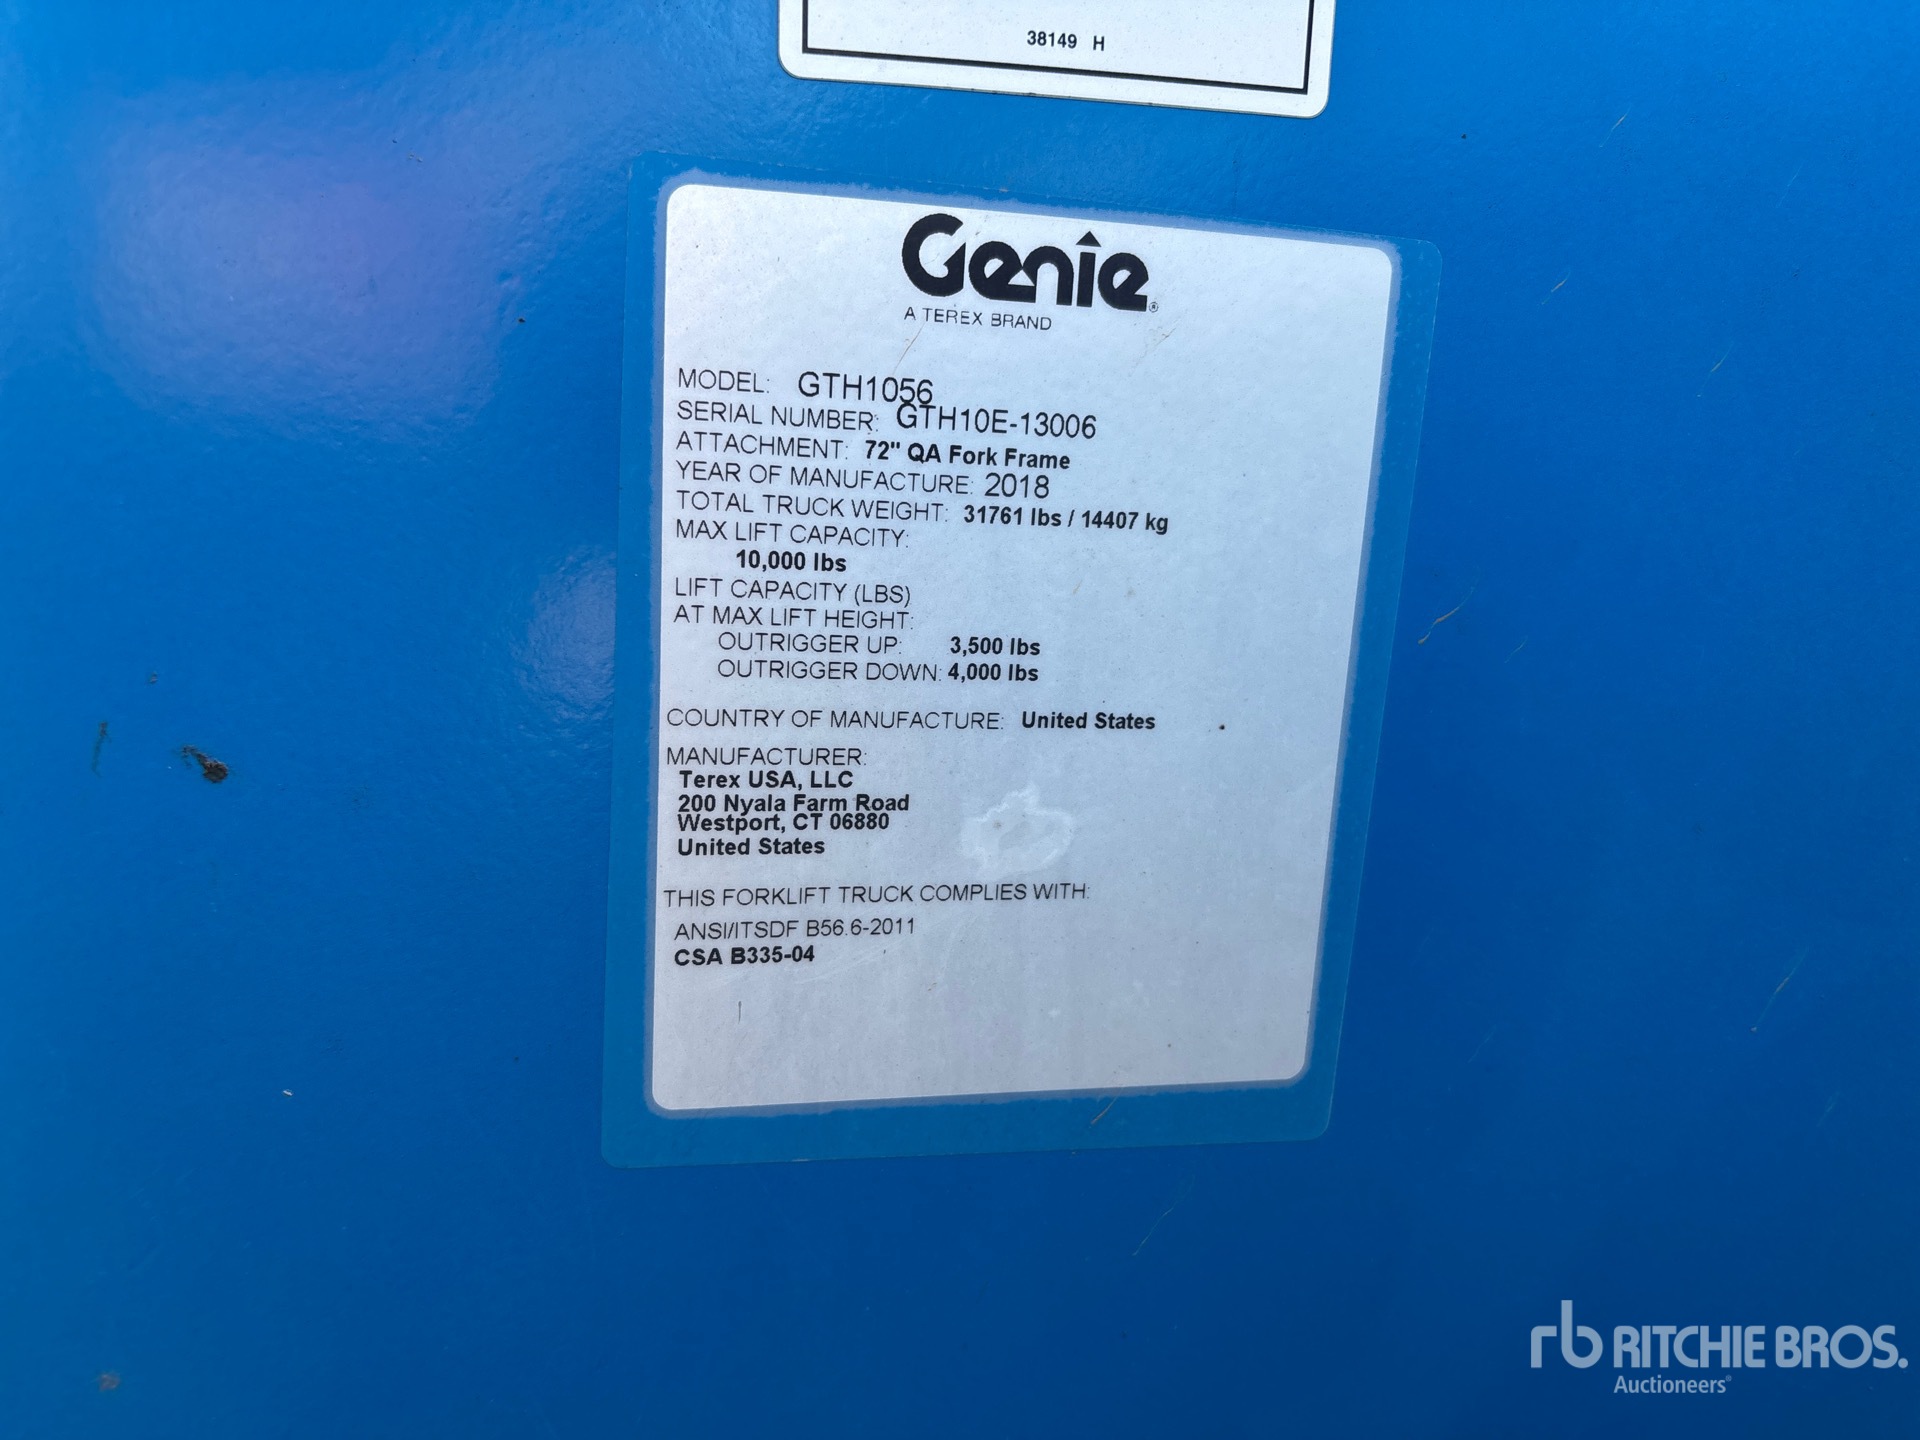 38149 H
Genie®
A TEREX BRAND
MODEL: GTH1056
SERIAL NUMBER: GTH10E-13006
ATTACHMENT: 72" QA Fork Frame
YEAR OF MANUFACTURE: 2018
TOTAL TRUCK WEIGHT: 31761 lbs / 14407 kg
MAX LIFT CAPACITY:
10,000 lbs
LIFT CAPACITY (LBS)
AT MAX LIFT HEIGHT:
OUTRIGGER UP: 3,500 lbs
OUTRIGGER DOWN: 4,000 lbs
COUNTRY OF MANUFACTURE: United States
MANUFACTURER:
Terex USA, LLC
200 Nyala Farm Road
Westport, CT 06880
United States
THIS FORKLIFT TRUCK COMPLIES WITH:
ANSI/ITSDF B56.6-2011
CSA B335-04
rb RITCHIE BROS.
Auctioneers®